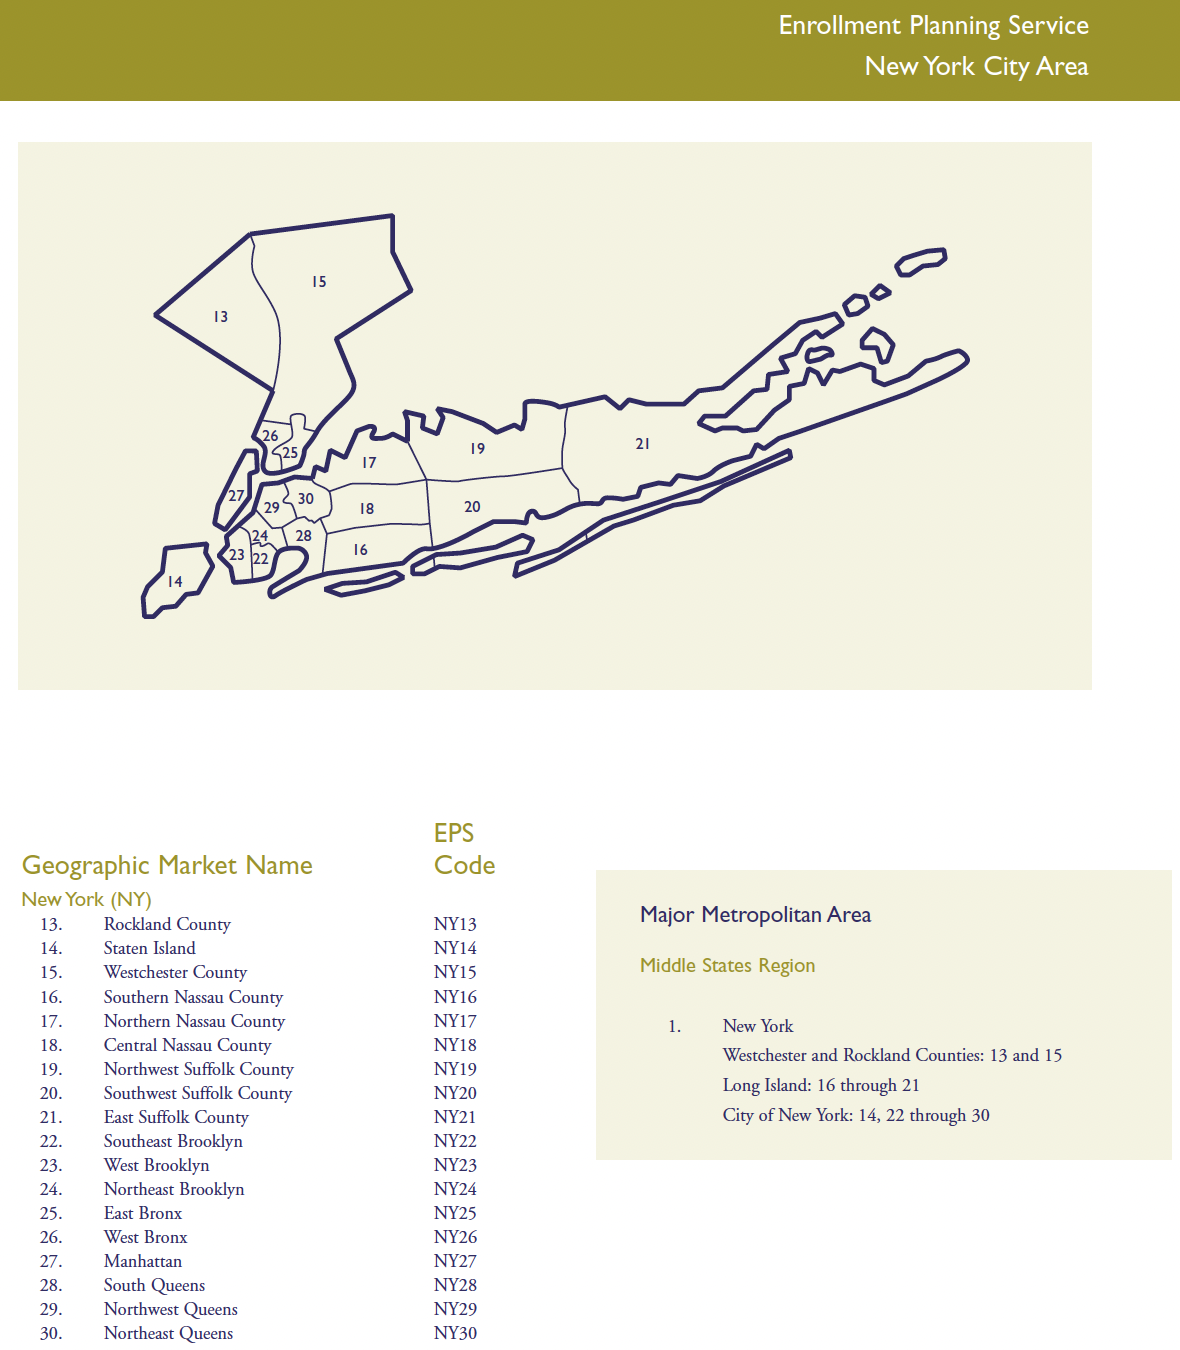 Enrollment Planning Service
New York City Area
15
13
26
25
19
21
17
27
30
29
18
20
24
28
23
22
16
14
EPS
Geographic Market Name Code
New York (NY)
13. Rockland County NY13
14. Staten Island NY14
15. Westchester County NY15
16. Southern Nassau County NY16
17. Northern Nassau County NY17
18. Central Nassau County NY18
19. Northwest Suffolk County NY19
20. Southwest Suffolk County NY20
21. East Suffolk County NY21
22. Southeast Brooklyn NY22
23. West Brooklyn NY23
24. Northeast Brooklyn NY24
25. East Bronx NY25
26. West Bronx NY26
27. Manhattan NY27
28. South Queens NY28
29. Northwest Queens NY29
30. Northeast Queens NY30
Major Metropolitan Area
Middle States Region
1. New York
Westchester and Rockland Counties: 13 and 15
Long Island: 16 through 21
City of New York: 14, 22 through 30